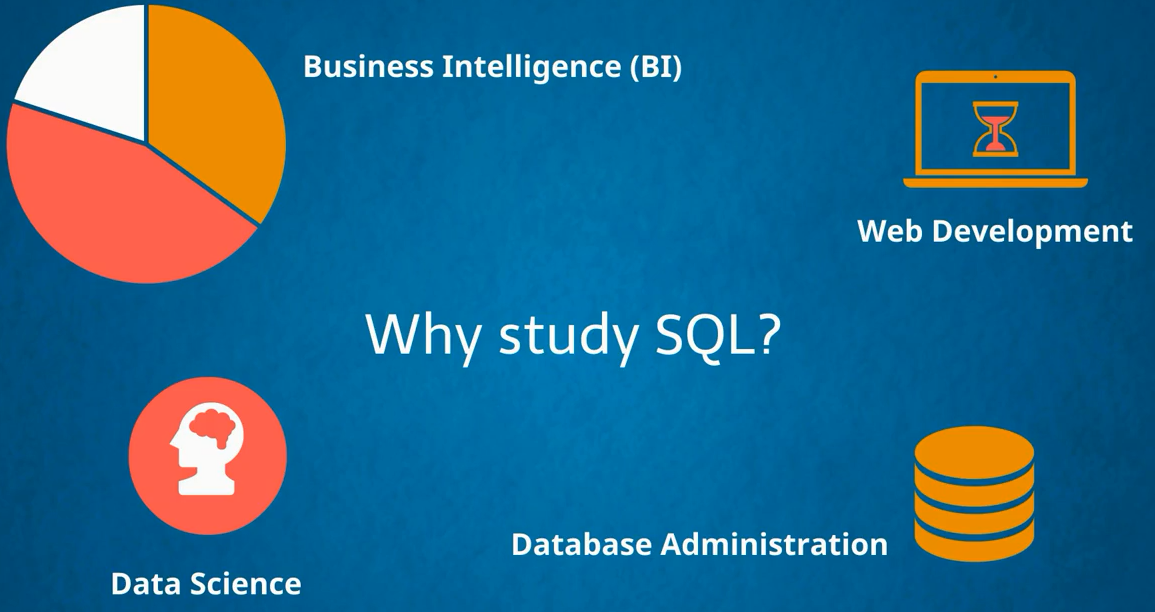 Business Intelligence (BI)
Web Development
Why study SQL?
Database Administration
Data Science